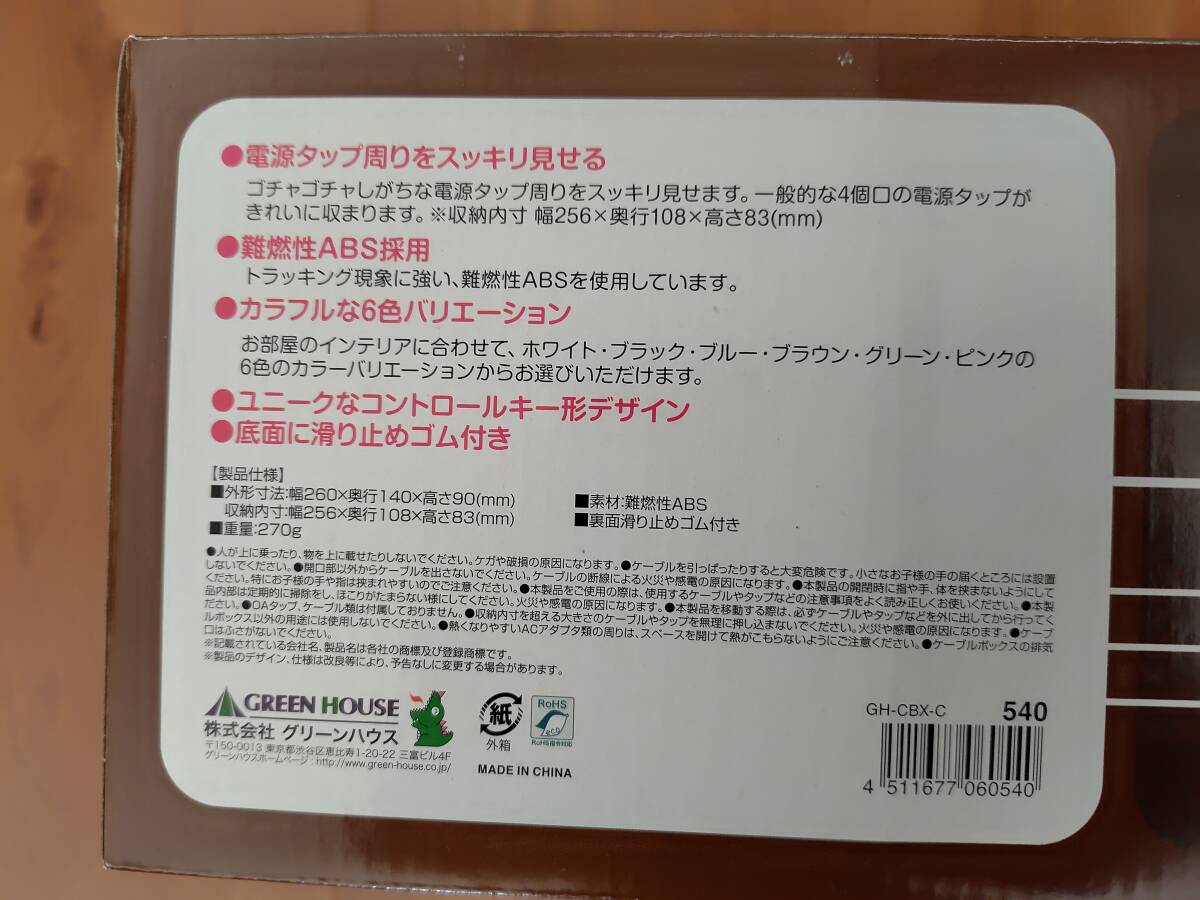 ●電源タップ周りをスッキリ見せる
ゴチャゴチャしがちな電源タップ周りをスッキリ見せます。一般的な4個口の電源タップが
きれいに収まります。※収納内寸 幅256×奥行108×高さ83(mm)
●難燃性ABS採用
トラッキング現象に強い、難燃性ABSを使用しています。
●カラフルな6色バリエーション
お部屋のインテリアに合わせて、ホワイト・ブラック・ブルー・ブラウン・グリーン・ピンクの
6色のカラーバリエーションからお選びいただけます。
●ユニークなコントロールキー形デザイン
●底面に滑り止めゴム付き
【製品仕様】
■外形寸法:幅260×奥行140×高さ90(mm)
収納内寸:幅256×奥行108×高さ83(mm)
■重量:270g
■素材:難燃性ABS
■裏面滑り止めゴム付き
●人が上に乗ったり、物を上に載せたりしないでください。ケガや破損の原因になります。●ケーブルを引っぱったりすると大変危険です。小さなお子様の手の届くところには設置
しないでください。●開口部以外からケーブルを出さないでください。ケーブルの断線による火災や感電の原因になります。●本製品の開閉時に指や手、体を挟まないようにして
ください。特にお子様の手や指は挟まれやすいのでご注意ください。●本製品をご使用の際は、使用するケーブルやタップなどの注意事項をよく読み正しくお使いください。●本製
品内部は定期的に掃除をし、ほこりがたまらない様にしてください。火災や感電の原因になります。●本製品を移動する際は、必ずケーブルやタップなどを外に出してから行ってく
ださい。●OAタップ、ケーブル類は付属しておりません。●収納内寸を超える大きさのケーブルやタップを無理に押し込まないでください。火災や感電の原因になります。●ケーブ
ルボックス以外の用途には使用しないでください。●熱くなりやすいACアダプタ類の周りは、スペースを開けて熱がこもらないようにご注意ください。●ケーブルボックスの排気
口はふさがないでください。
※記載されている会社名、製品名は各社の商標及び登録商標です。
※製品のデザイン、仕様は改良等により、予告なしに変更する場合があります。
GREEN HOUSE
株式会社 グリーンハウス
〒150-0013 東京都渋谷区恵比寿1-20-22 三富ビル4F
グリーンハウスホームページ:http://www.green-house.co.jp/
紙
外箱
RoHS
Zeco
RoHS指令対応
MADE IN CHINA
GH-CBX-C 540
4 511677 060540